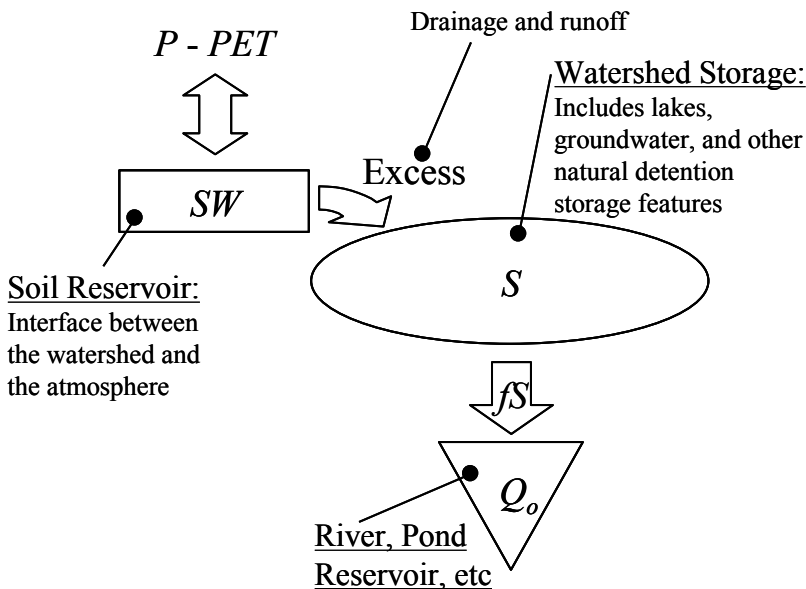 Drainage and runoff
P - PET
Watershed Storage:
Includes lakes,
groundwater, and other
natural detention
storage features
Excess
SW
S
Soil Reservoir:
Interface between
the watershed and
the atmosphere
fS
Qo
River, Pond
Reservoir, etc